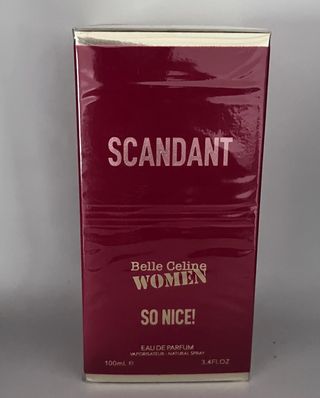 SCANDANT
Belle Celine
WOMEN
SO NICE!
EAU DE PARFUM
VAPORISATEUR - NATURAL SPRAY
100mL ℮ 3.4FL.OZ